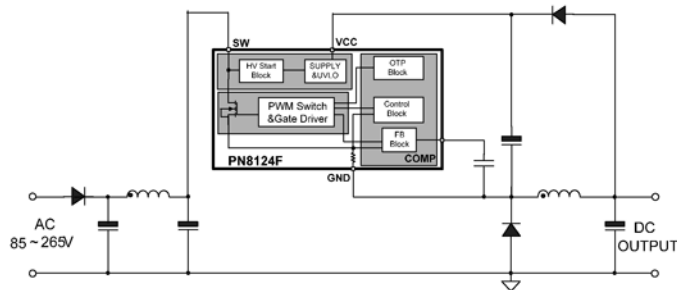 SW
VCC
HV Start
Block
SUPPLY
&UVLO
OTP
Block
PWM Switch
&Gate Driver
Control
Block
FB
Block
COMP
PN8124F
GND
AC
85~265V
DC
OUTPUT